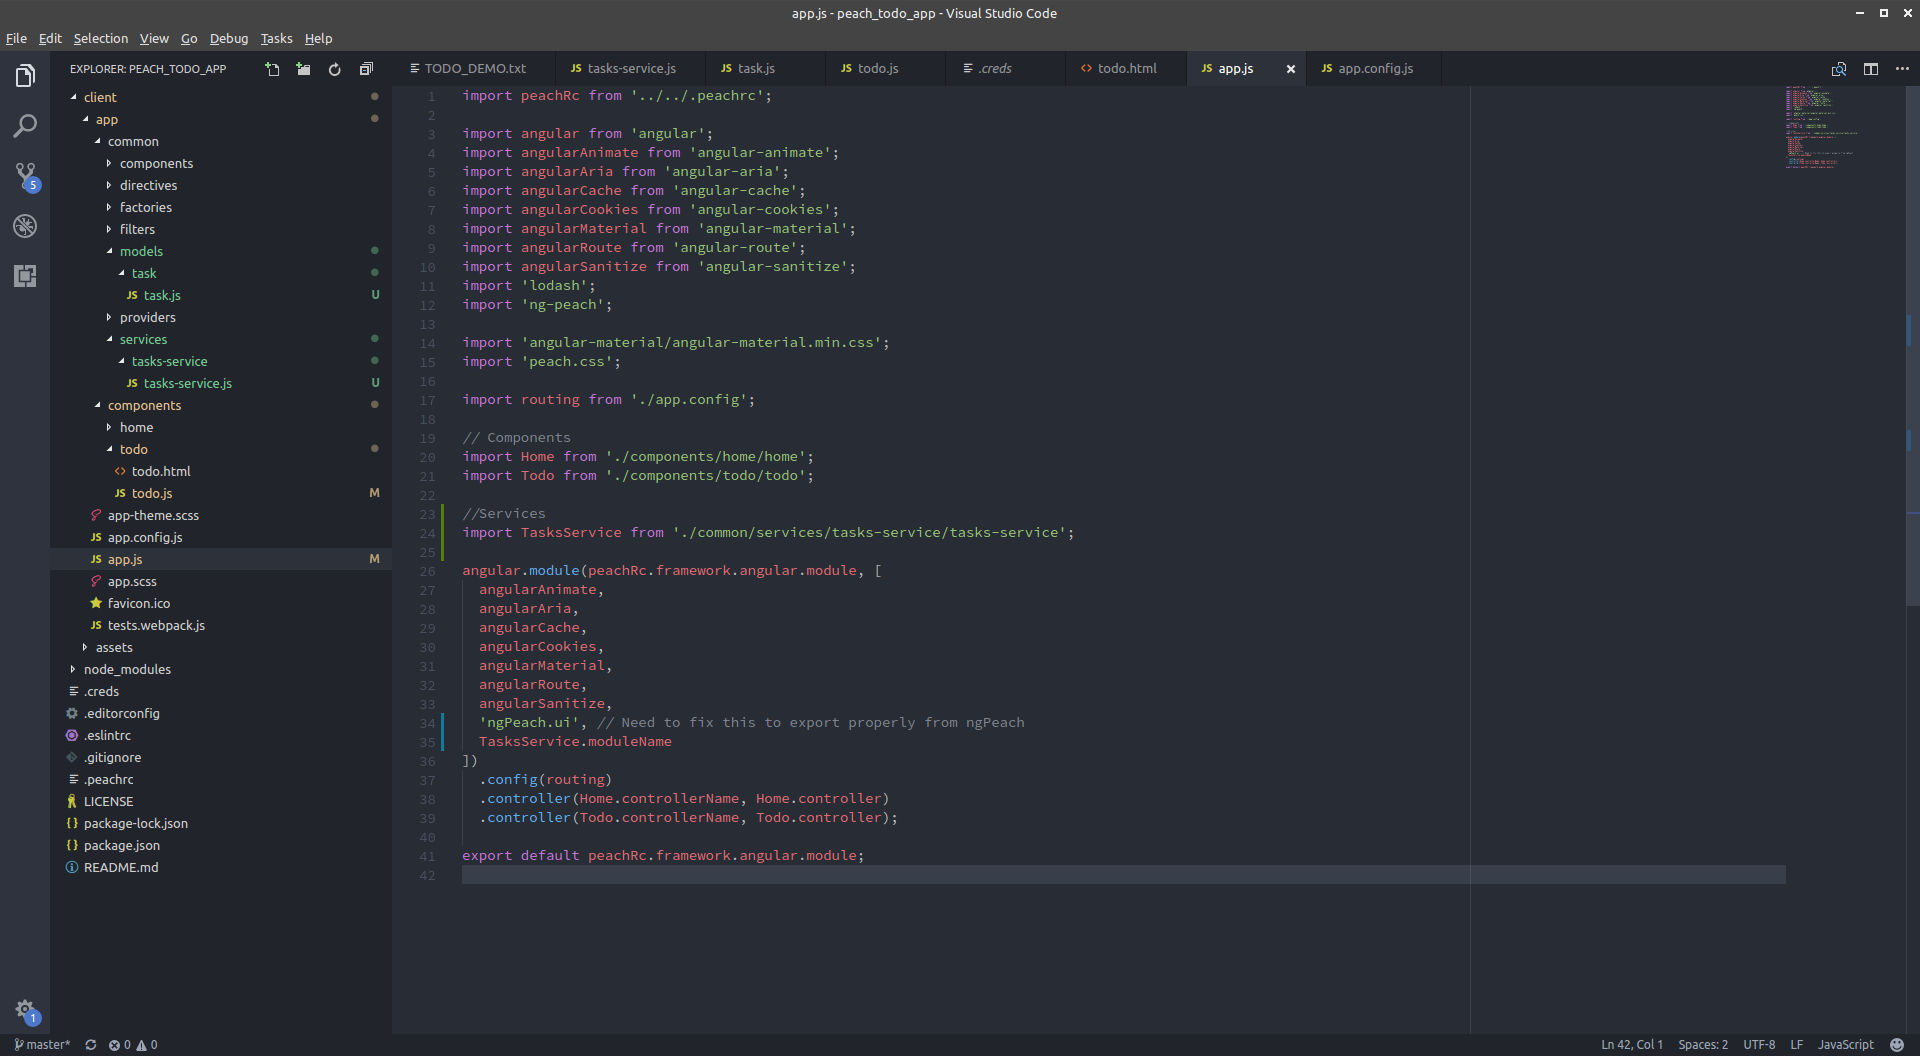 app.js - peach_todo_app - Visual Studio Code
File Edit Selection View Go Debug Tasks Help
EXPLORER: PEACH_TODO_APP
TODO_DEMO.txt JS tasks-service.js JS task.js JS todo.js .creds <> todo.html JS app.js × JS app.config.js
client
app
common
components
directives
factories
filters
models
task
JS task.js U
providers
services
tasks-service
JS tasks-service.js U
components
home
todo
<> todo.html
JS todo.js M
app-theme.scss
JS app.config.js
JS app.js M
app.scss
favicon.ico
JS tests.webpack.js
assets
node_modules
.creds
.editorconfig
.eslintrc
.gitignore
.peachrc
LICENSE
{} package-lock.json
{} package.json
README.md
5
1
1 import peachRc from '../../.peachrc';
2
3 import angular from 'angular';
4 import angularAnimate from 'angular-animate';
5 import angularAria from 'angular-aria';
6 import angularCache from 'angular-cache';
7 import angularCookies from 'angular-cookies';
8 import angularMaterial from 'angular-material';
9 import angularRoute from 'angular-route';
10 import angularSanitize from 'angular-sanitize';
11 import 'lodash';
12 import 'ng-peach';
13
14 import 'angular-material/angular-material.min.css';
15 import 'peach.css';
16
17 import routing from './app.config';
18
19 // Components
20 import Home from './components/home/home';
21 import Todo from './components/todo/todo';
22
23 //Services
24 import TasksService from './common/services/tasks-service/tasks-service';
25
26 angular.module(peachRc.framework.angular.module, [
27 angularAnimate,
28 angularAria,
29 angularCache,
30 angularCookies,
31 angularMaterial,
32 angularRoute,
33 angularSanitize,
34 'ngPeach.ui', // Need to fix this to export properly from ngPeach
35 TasksService.moduleName
36 ])
37 .config(routing)
38 .controller(Home.controllerName, Home.controller)
39 .controller(Todo.controllerName, Todo.controller);
40
41 export default peachRc.framework.angular.module;
42
master* 0 0 Ln 42, Col 1 Spaces: 2 UTF-8 LF JavaScript